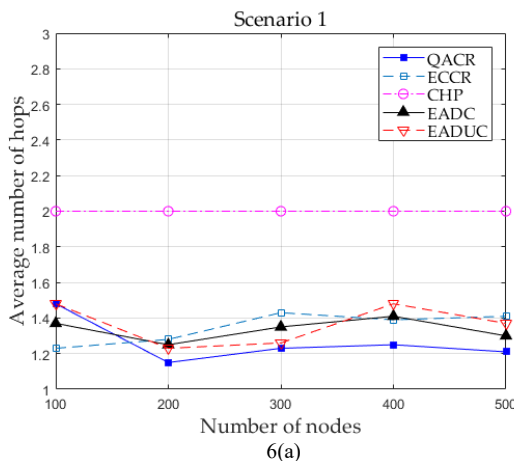 Scenario 1
3
2.8
2.6
2.4
2.2
2
1.8
1.6
1.4
1.2
1
Average number of hops
QACR
ECCR
CHP
EADC
EADUC
100 200 300 400 500
Number of nodes
6(a)